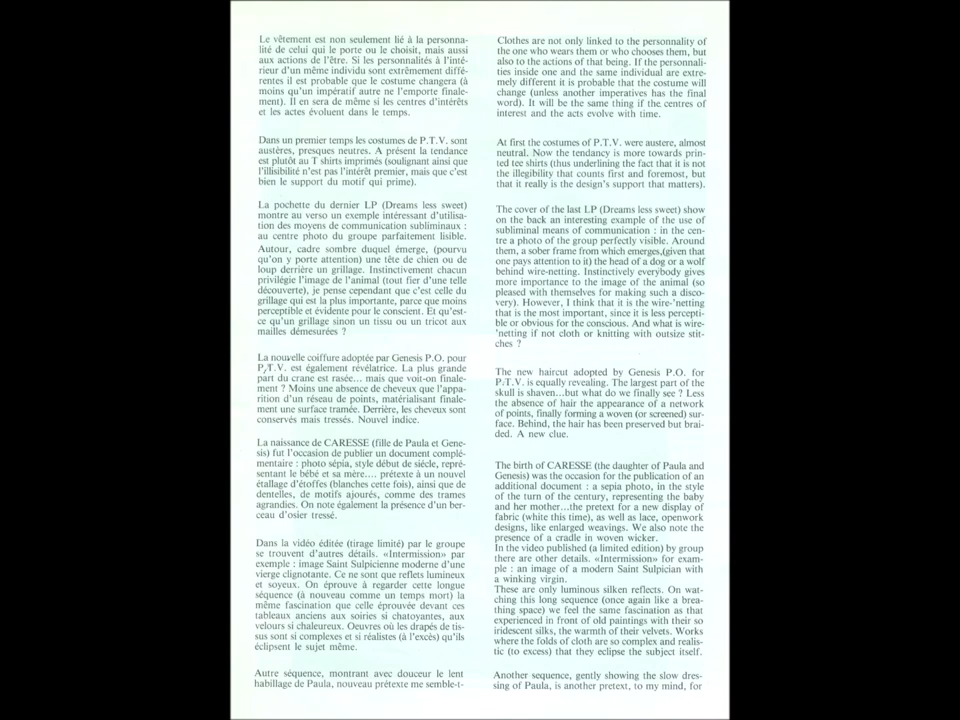 Le vêtement est non seulement lié à la personna-
lité de celui qui le porte ou le choisit, mais aussi
aux actions de l'être. Si les personnalités à l'inté-
rieur d'un même individu sont extrêmement diffé-
rentes il est probable que le costume changera (à
moins qu'un impératif autre ne l'emporte finale-
ment). Il en sera de même si les centres d'intérêts
et les actes évoluent dans le temps.
Dans un premier temps les costumes de P.T.V. sont
austères, presques neutres. A présent la tendance
est plutôt au T shirts imprimés (soulignant ainsi que
l'illisibilité n'est pas l'intérêt premier, mais que c'est
bien le support du motif qui prime).
La pochette du dernier LP (Dreams less sweet)
montre au verso un exemple intéressant d'utilisa-
tion des moyens de communication subliminaux :
au centre photo du groupe parfaitement lisible.
Autour, cadre sombre duquel émerge, (pourvu
qu'on y porte attention) une tête de chien ou de
loup derrière un grillage. Instinctivement chacun
privilégie l'image de l'animal (tout fier d'une telle
découverte), je pense cependant que c'est celle du
grillage qui est la plus importante, parce que moins
perceptible et évidente pour le conscient. Et qu'est-
ce qu'un grillage sinon un tissu ou un tricot aux
mailles démesurées ?
La nouvelle coiffure adoptée par Genesis P.O. pour
P.T.V. est également révélatrice. La plus grande
part du crane est rasée... mais que voit-on finale-
ment ? Moins une absence de cheveux que l'appa-
rition d'un réseau de points, matérialisant finale-
ment une surface tramée. Derrière, les cheveux sont
conservés mais tressés. Nouvel indice.
La naissance de CARESSE (fille de Paula et Gene-
sis) fut l'occasion de publier un document complé-
mentaire : photo sépia, style début de siécle, repré-
sentant le bébé et sa mère.... prétexte à un nouvel
étallage d'étoffes (blanches cette fois), ainsi que de
dentelles, de motifs ajourés, comme des trames
agrandies. On note également la présence d'un ber-
ceau d'osier tressé.
Dans la vidéo éditée (tirage limité) par le groupe
se trouvent d'autres détails. «Intermission» par
exemple : image Saint Sulpicienne moderne d'une
vierge clignotante. Ce ne sont que reflets lumineux
et soyeux. On éprouve à regarder cette longue
séquence (à nouveau comme un temps mort) la
même fascination que celle éprouvée devant ces
tableaux anciens aux soiries si chatoyantes, aux
velours si chaleureux. Oeuvres où les drapés de tis-
sus sont si complexes et si réalistes (à l'excès) qu'ils
éclipsent le sujet même.
Autre séquence, montrant avec douceur le lent
habillage de Paula, nouveau prétexte me semble-t-
Clothes are not only linked to the personnality of
the one who wears them or who chooses them, but
also to the actions of that being. If the personnali-
ties inside one and the same individual are extre-
mely different it is probable that the costume will
change (unless another imperatives has the final
word). It will be the same thing if the centres of
interest and the acts evolve with time.
At first the costumes of P.T.V. were austere, almost
neutral. Now the tendancy is more towards prin-
ted tee shirts (thus underlining the fact that it is not
the illegibility that counts first and foremost, but
that it really is the design's support that matters).
The cover of the last LP (Dreams less sweet) show
on the back an interesting example of the use of
subliminal means of communication : in the cen-
tre a photo of the group perfectly visible. Around
them, a sober frame from which emerges,(given that
one pays attention to it) the head of a dog or a wolf
behind wire-netting. Instinctively everybody gives
more importance to the image of the animal (so
pleased with themselves for making such a disco-
very). However, I think that it is the wire-'netting
that is the most important, since it is less percepti-
ble or obvious for the conscious. And what is wire-
'netting if not cloth or knitting with outsize stit-
ches ?
The new haircut adopted by Genesis P.O. for
P.T.V. is equally revealing. The largest part of the
skull is shaven...but what do we finally see ? Less
the absence of hair the appearance of a network
of points, finally forming a woven (or screened) sur-
face. Behind, the hair has been preserved but brai-
ded. A new clue.
The birth of CARESSE (the daughter of Paula and
Genesis) was the occasion for the publication of an
additional document : a sepia photo, in the style
of the turn of the century, representing the baby
and her mother...the pretext for a new display of
fabric (white this time), as well as lace, openwork
designs, like enlarged weavings. We also note the
presence of a cradle in woven wicker.
In the video published (a limited edition) by group
there are other details. «Intermission» for exam-
ple : an image of a modern Saint Sulpician with
a winking virgin.
These are only luminous silken reflects. On wat-
ching this long sequence (once again like a brea-
thing space) we feel the same fascination as that
experienced in front of old paintings with their so
iridescent silks, the warmth of their velvets. Works
where the folds of cloth are so complex and realis-
tic (to excess) that they eclipse the subject itself.
Another sequence, gently showing the slow dres-
sing of Paula, is another pretext, to my mind, for